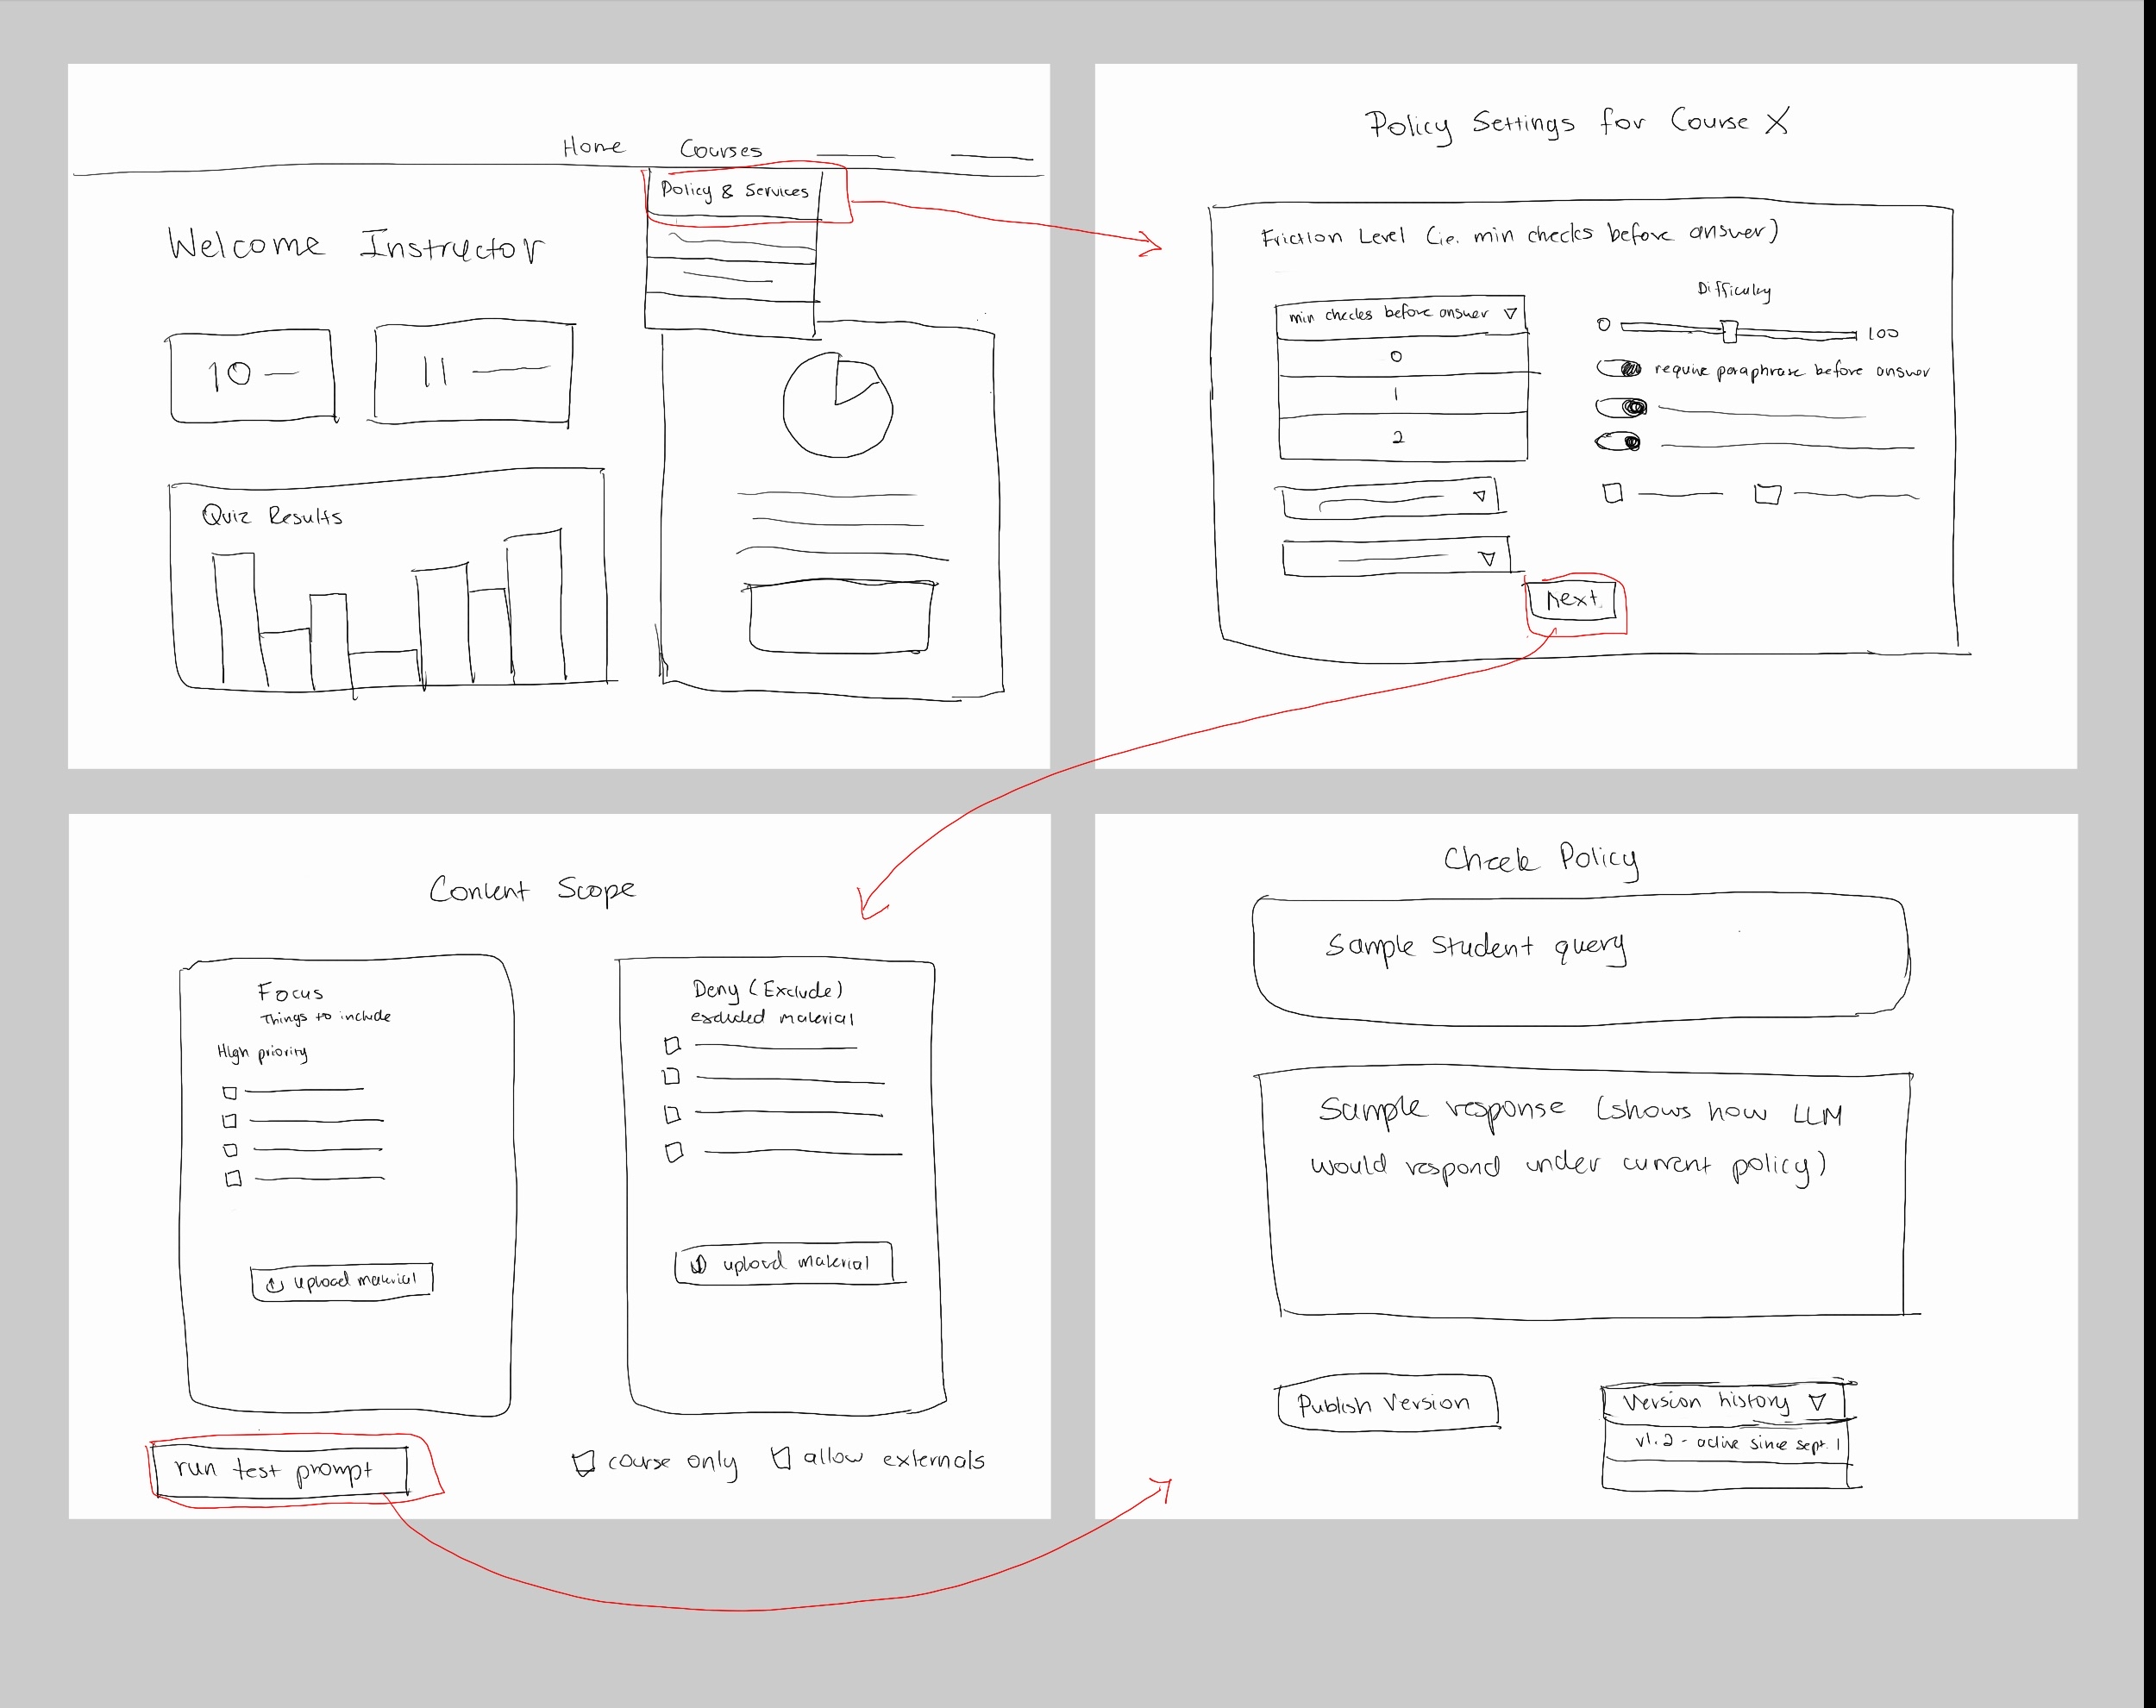 Home Courses
Policy & Services
Welcome Instructor
10
11
Quiz Results
Policy Settings for Course X
Friction Level (ie. min checks before answer)
min checks before answer
0
1
2
Difficulty
0 100
require paraphrase before answer
next
Content Scope
Focus
Things to include
High priority
upload material
Deny (Exclude)
excluded material
upload material
run test prompt
course only allow externals
Check Policy
Sample Student query
Sample response (shows how LLM
would respond under current policy)
Publish Version
Version history
v1.2 - active since sept 1